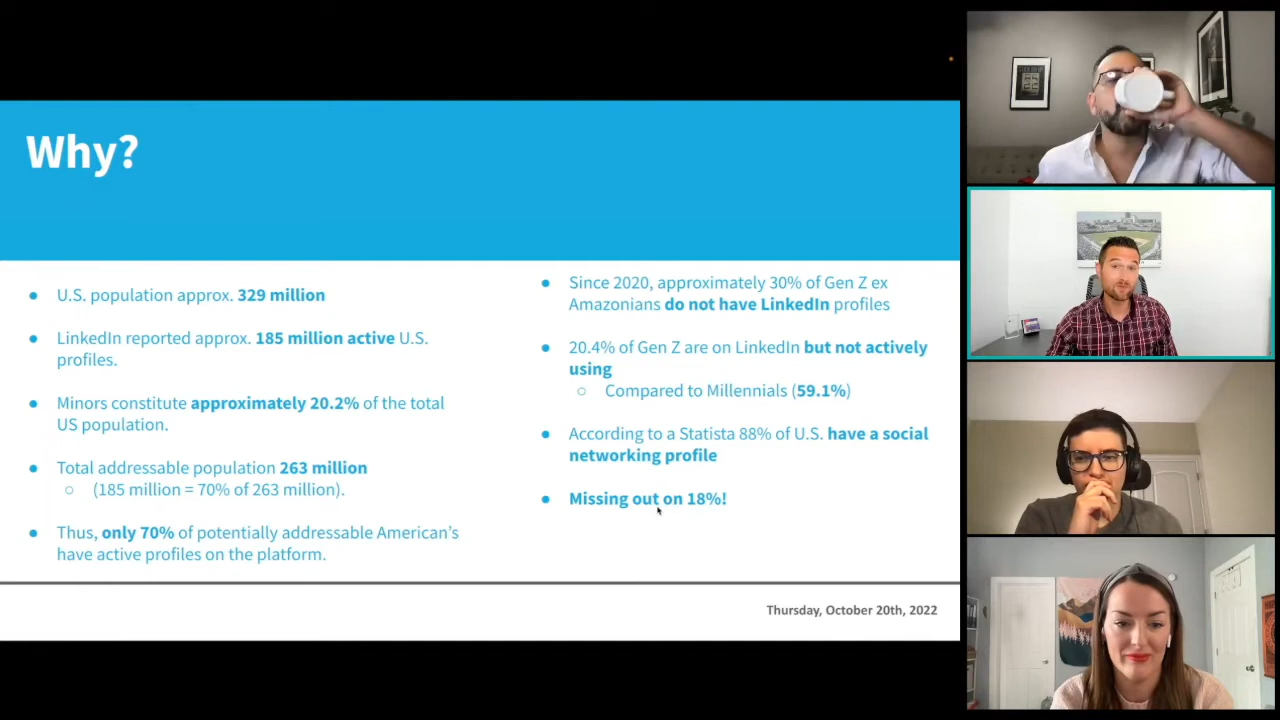 Why?
● U.S. population approx. 329 million
● LinkedIn reported approx. 185 million active U.S.
profiles.
● Minors constitute approximately 20.2% of the total
US population.
● Total addressable population 263 million
○ (185 million = 70% of 263 million).
● Thus, only 70% of potentially addressable American's
have active profiles on the platform.
● Since 2020, approximately 30% of Gen Z ex
Amazonians do not have LinkedIn profiles
● 20.4% of Gen Z are on LinkedIn but not actively
using
○ Compared to Millennials (59.1%)
● According to a Statista 88% of U.S. have a social
networking profile
● Missing out on 18%!
Thursday, October 20th, 2022